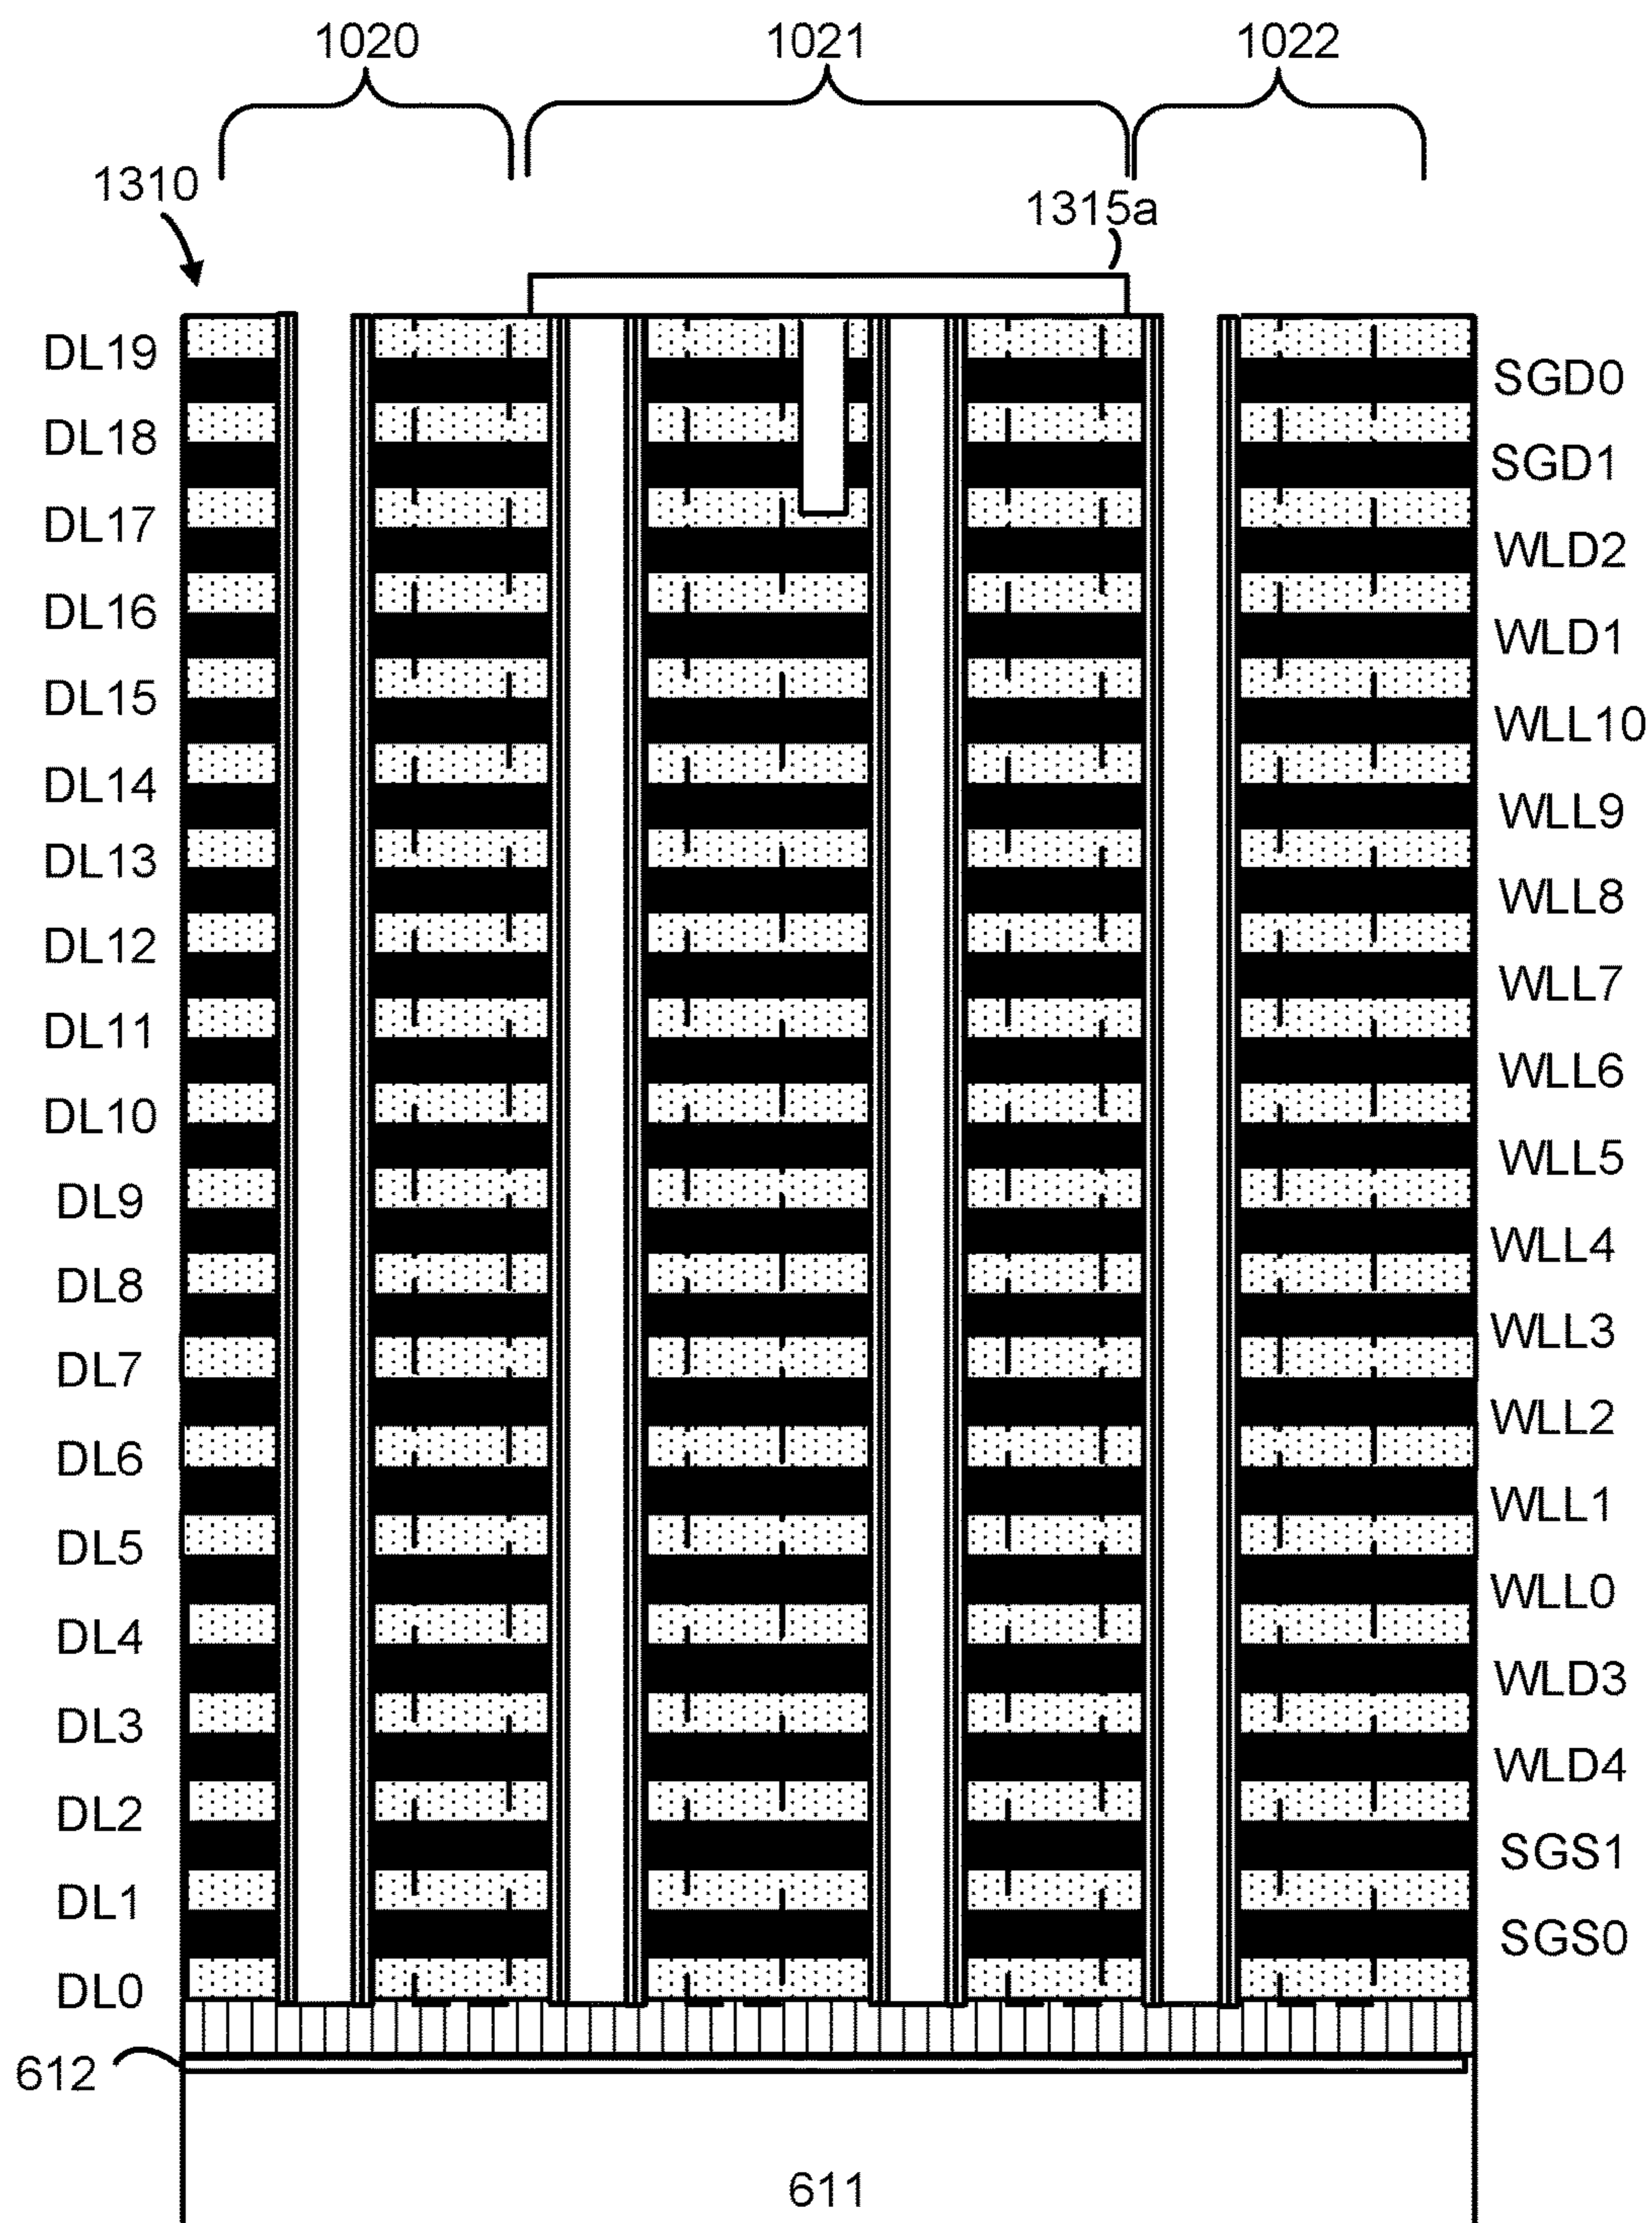 1020 1021 1022
1310
1315a
DL19
SGD0
DL18
SGD1
DL17
WLD2
DL16
WLD1
DL15
WLL10
DL14
WLL9
DL13
WLL8
DL12
WLL7
DL11
WLL6
DL10
WLL5
DL9
WLL4
DL8
WLL3
DL7
WLL2
DL6
WLL1
DL5
WLL0
DL4
WLD3
DL3
WLD4
DL2
SGS1
DL1
SGS0
DL0
612
611